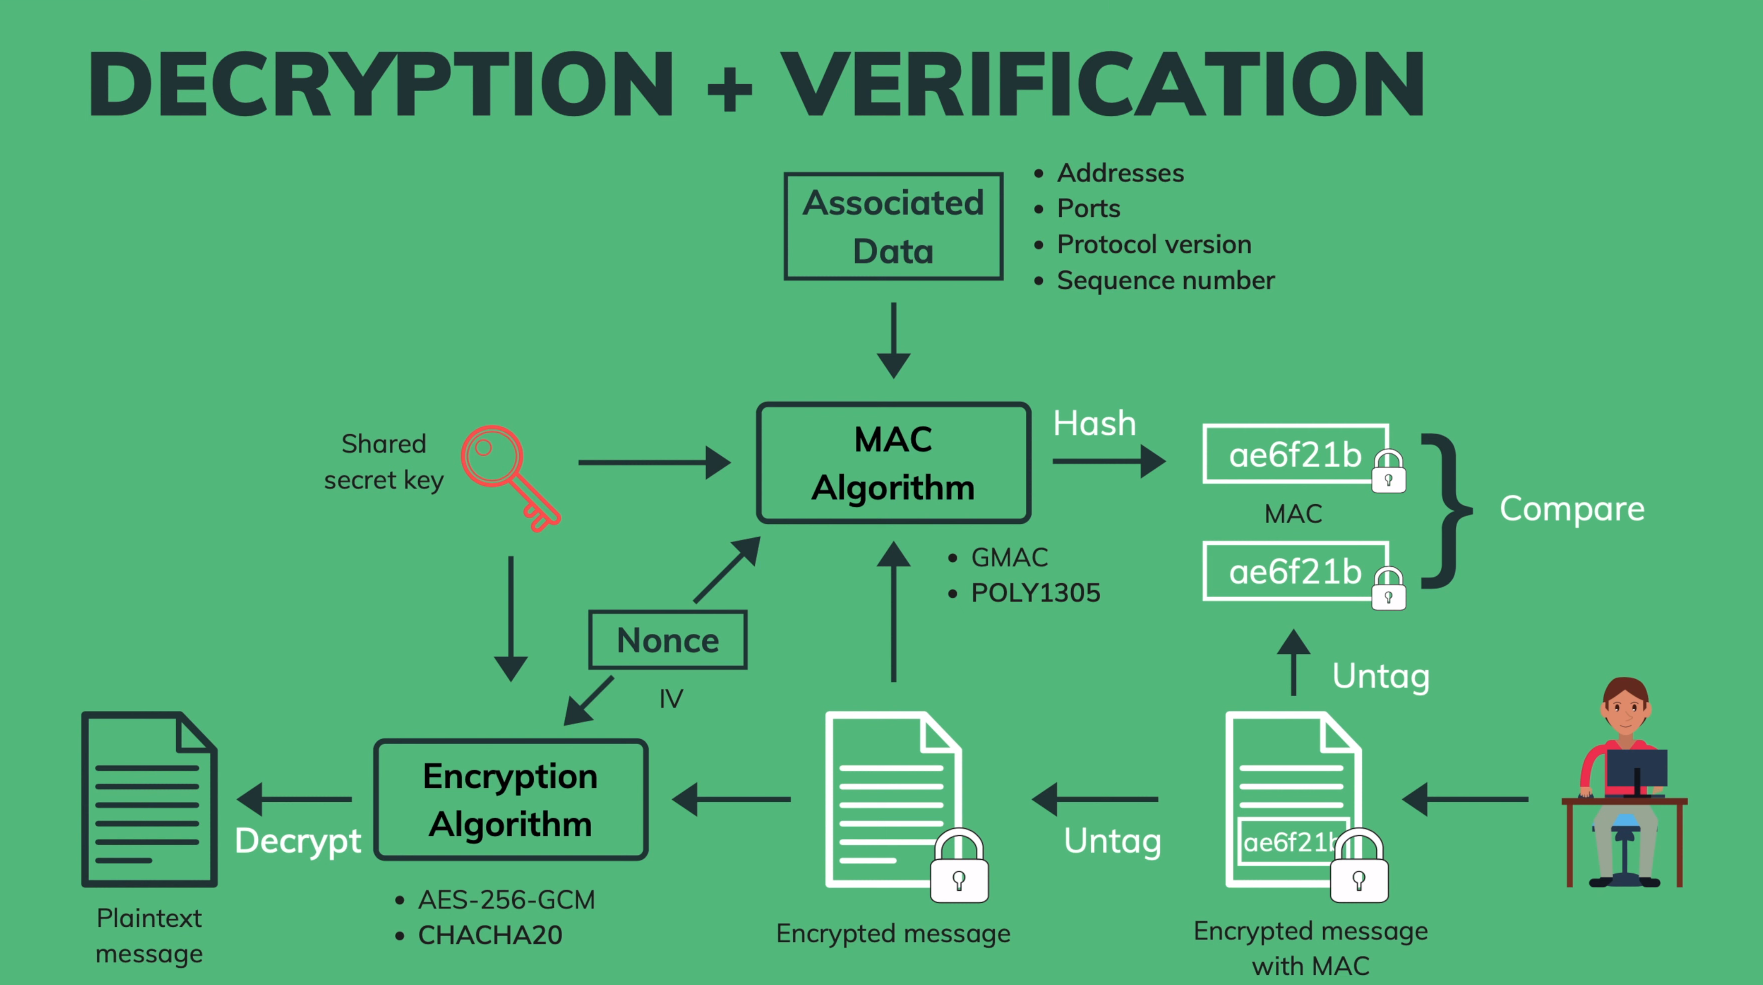 DECRYPTION + VERIFICATION
Associated
Data
• Addresses
• Ports
• Protocol version
• Sequence number
Shared
secret key
MAC
Algorithm
Hash
ae6f21b
MAC
ae6f21b
Compare
• GMAC
• POLY1305
Nonce
IV
Untag
Encryption
Algorithm
Decrypt
Untag
ae6f21b
• AES-256-GCM
• CHACHA20
Plaintext
message
Encrypted message
Encrypted message
with MAC